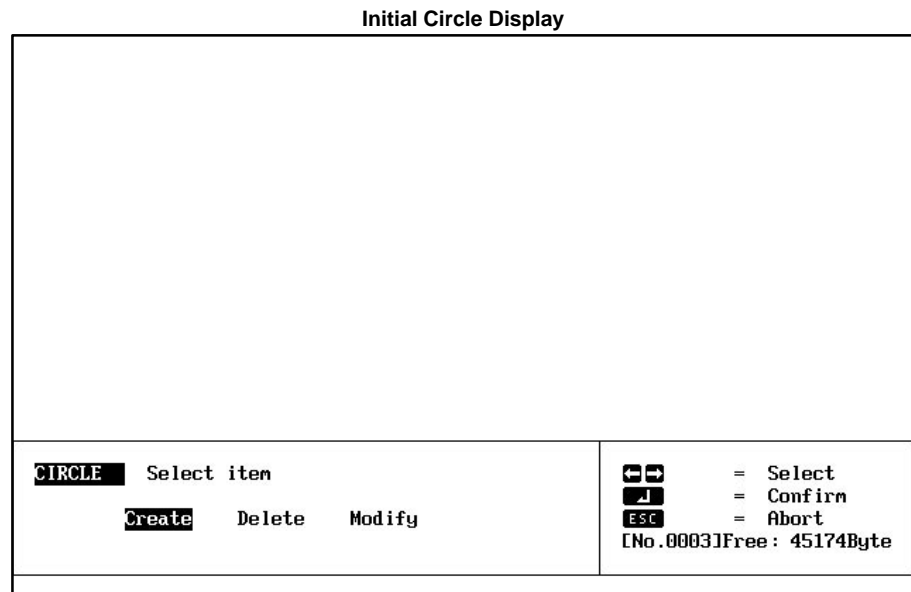 Initial Circle Display
CIRCLE Select item
Create Delete Modify
←→ = Select
↵ = Confirm
ESC = Abort
[No.0003]Free: 45174Byte